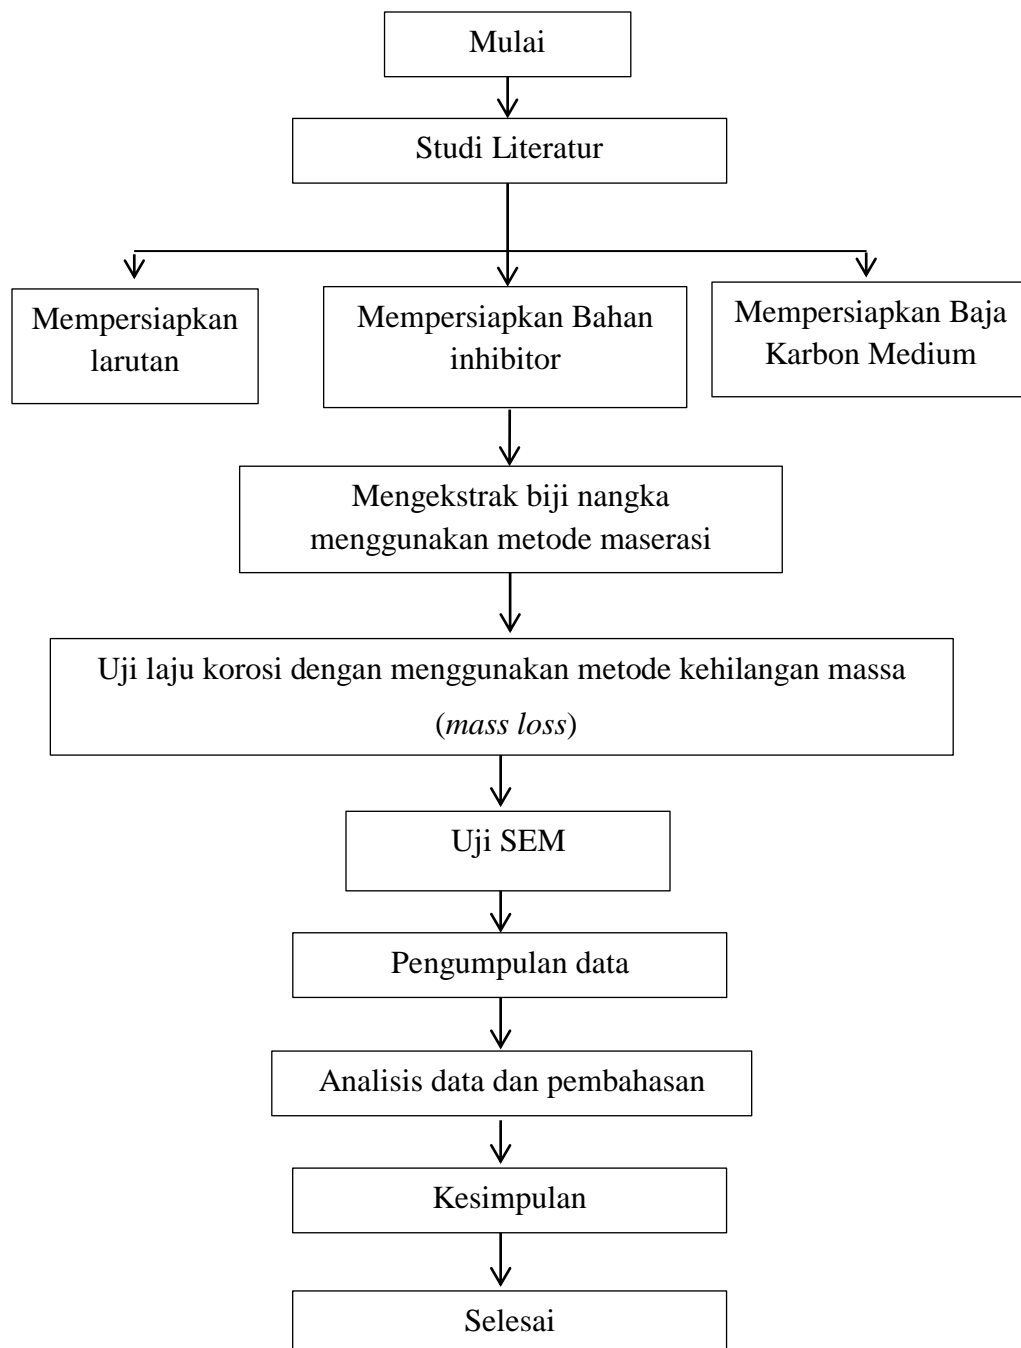 Mulai
Studi Literatur
Mempersiapkan
larutan
Mempersiapkan Bahan
inhibitor
Mempersiapkan Baja
Karbon Medium
Mengekstrak biji nangka
menggunakan metode maserasi
Uji laju korosi dengan menggunakan metode kehilangan massa
(mass loss)
Uji SEM
Pengumpulan data
Analisis data dan pembahasan
Kesimpulan
Selesai